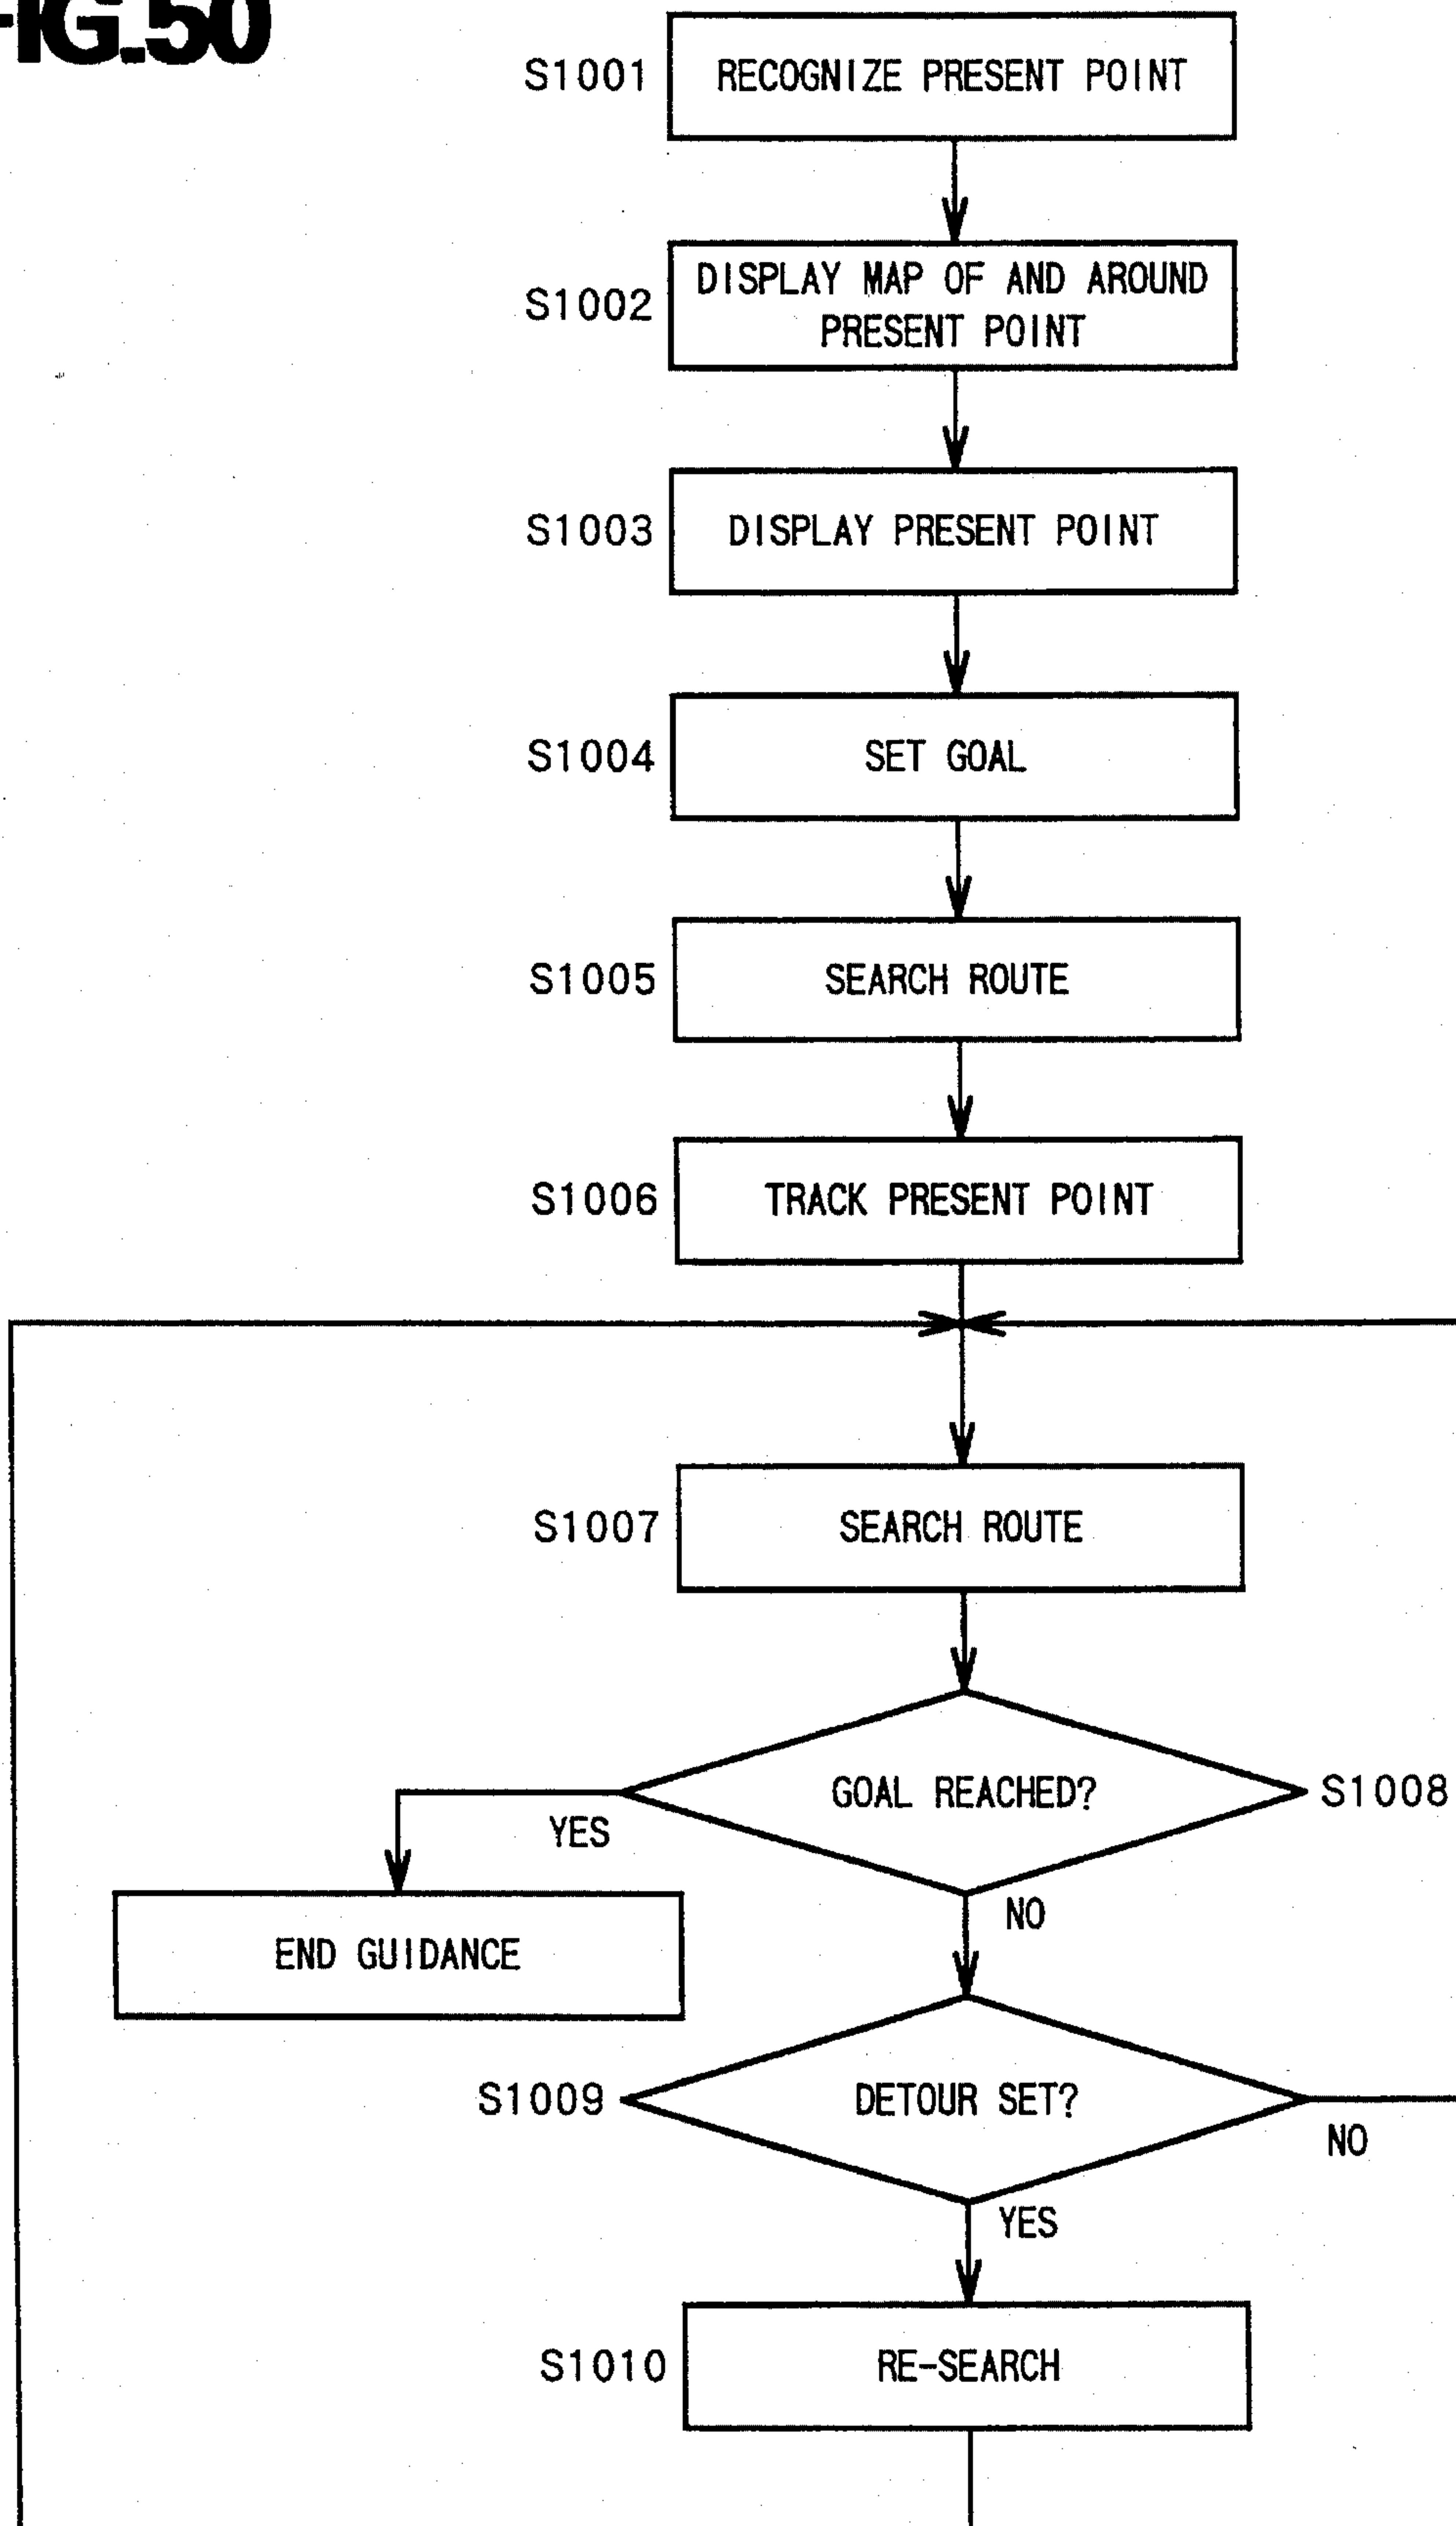 FIG.50
S1001 RECOGNIZE PRESENT POINT
S1002 DISPLAY MAP OF AND AROUND
PRESENT POINT
S1003 DISPLAY PRESENT POINT
S1004 SET GOAL
S1005 SEARCH ROUTE
S1006 TRACK PRESENT POINT
S1007 SEARCH ROUTE
GOAL REACHED? S1008
YES
NO
END GUIDANCE
S1009 DETOUR SET?
NO
YES
S1010 RE-SEARCH